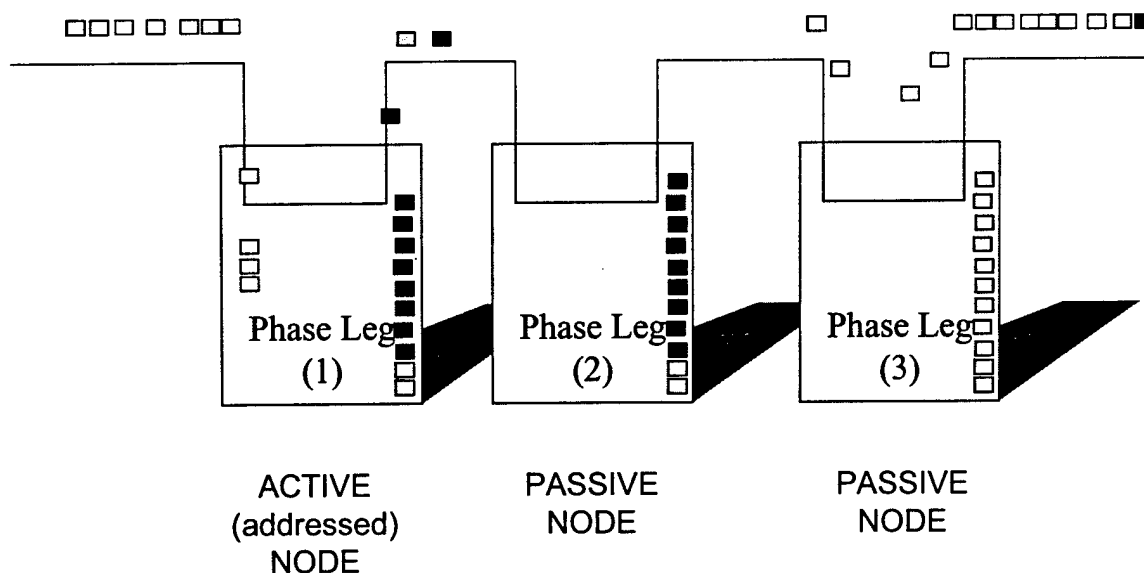 Phase Leg
(1)
Phase Leg
(2)
Phase Leg
(3)
ACTIVE
(addressed)
NODE
PASSIVE
NODE
PASSIVE
NODE